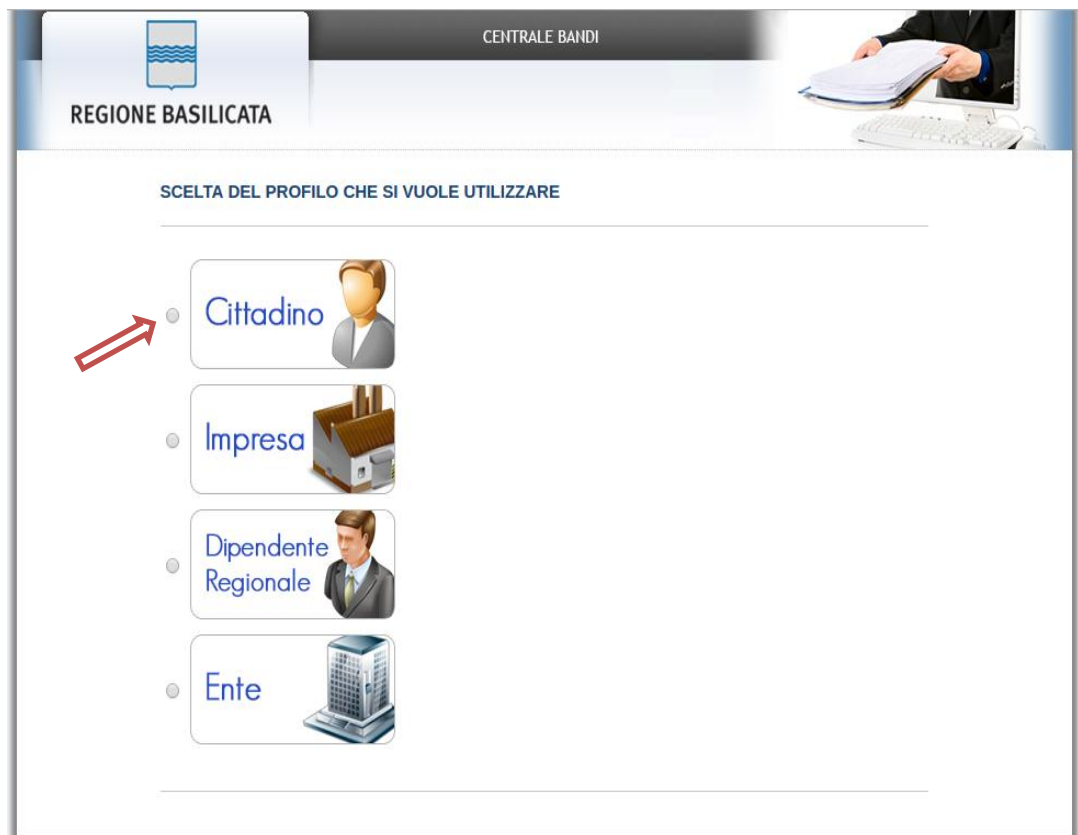 CENTRALE BANDI
REGIONE BASILICATA
SCELTA DEL PROFILO CHE SI VUOLE UTILIZZARE
Cittadino
Impresa
Dipendente
Regionale
Ente